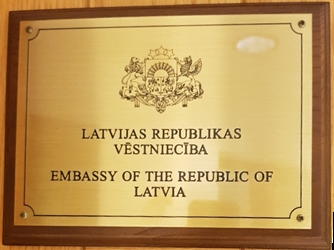 LATVIJAS REPUBLIKAS
VĒSTNIECĪBA
EMBASSY OF THE REPUBLIC OF
LATVIA